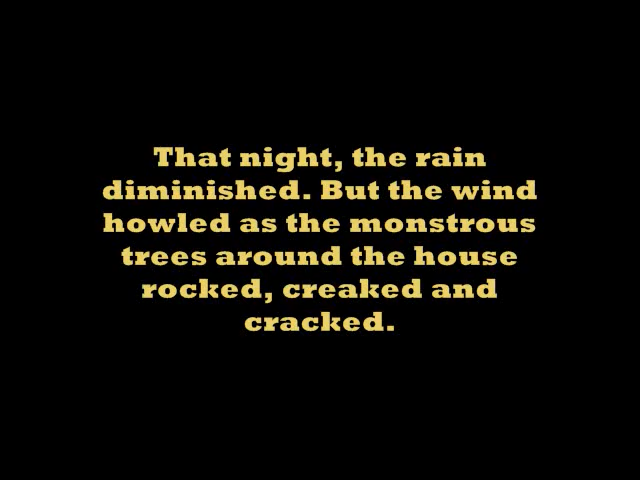 That night, the rain
diminished. But the wind
howled as the monstrous
trees around the house
rocked, creaked and
cracked.